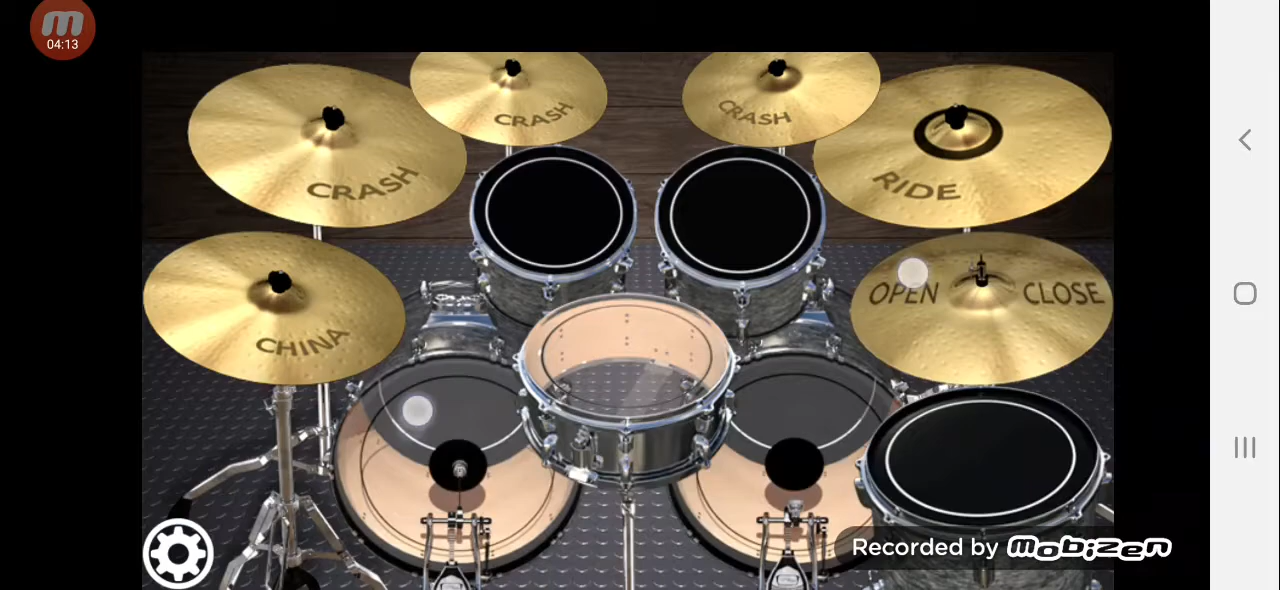 04:13
CRASH
CRASH
CRASH
RIDE
CHINA
OPEN
CLOSE
Recorded by mobizen